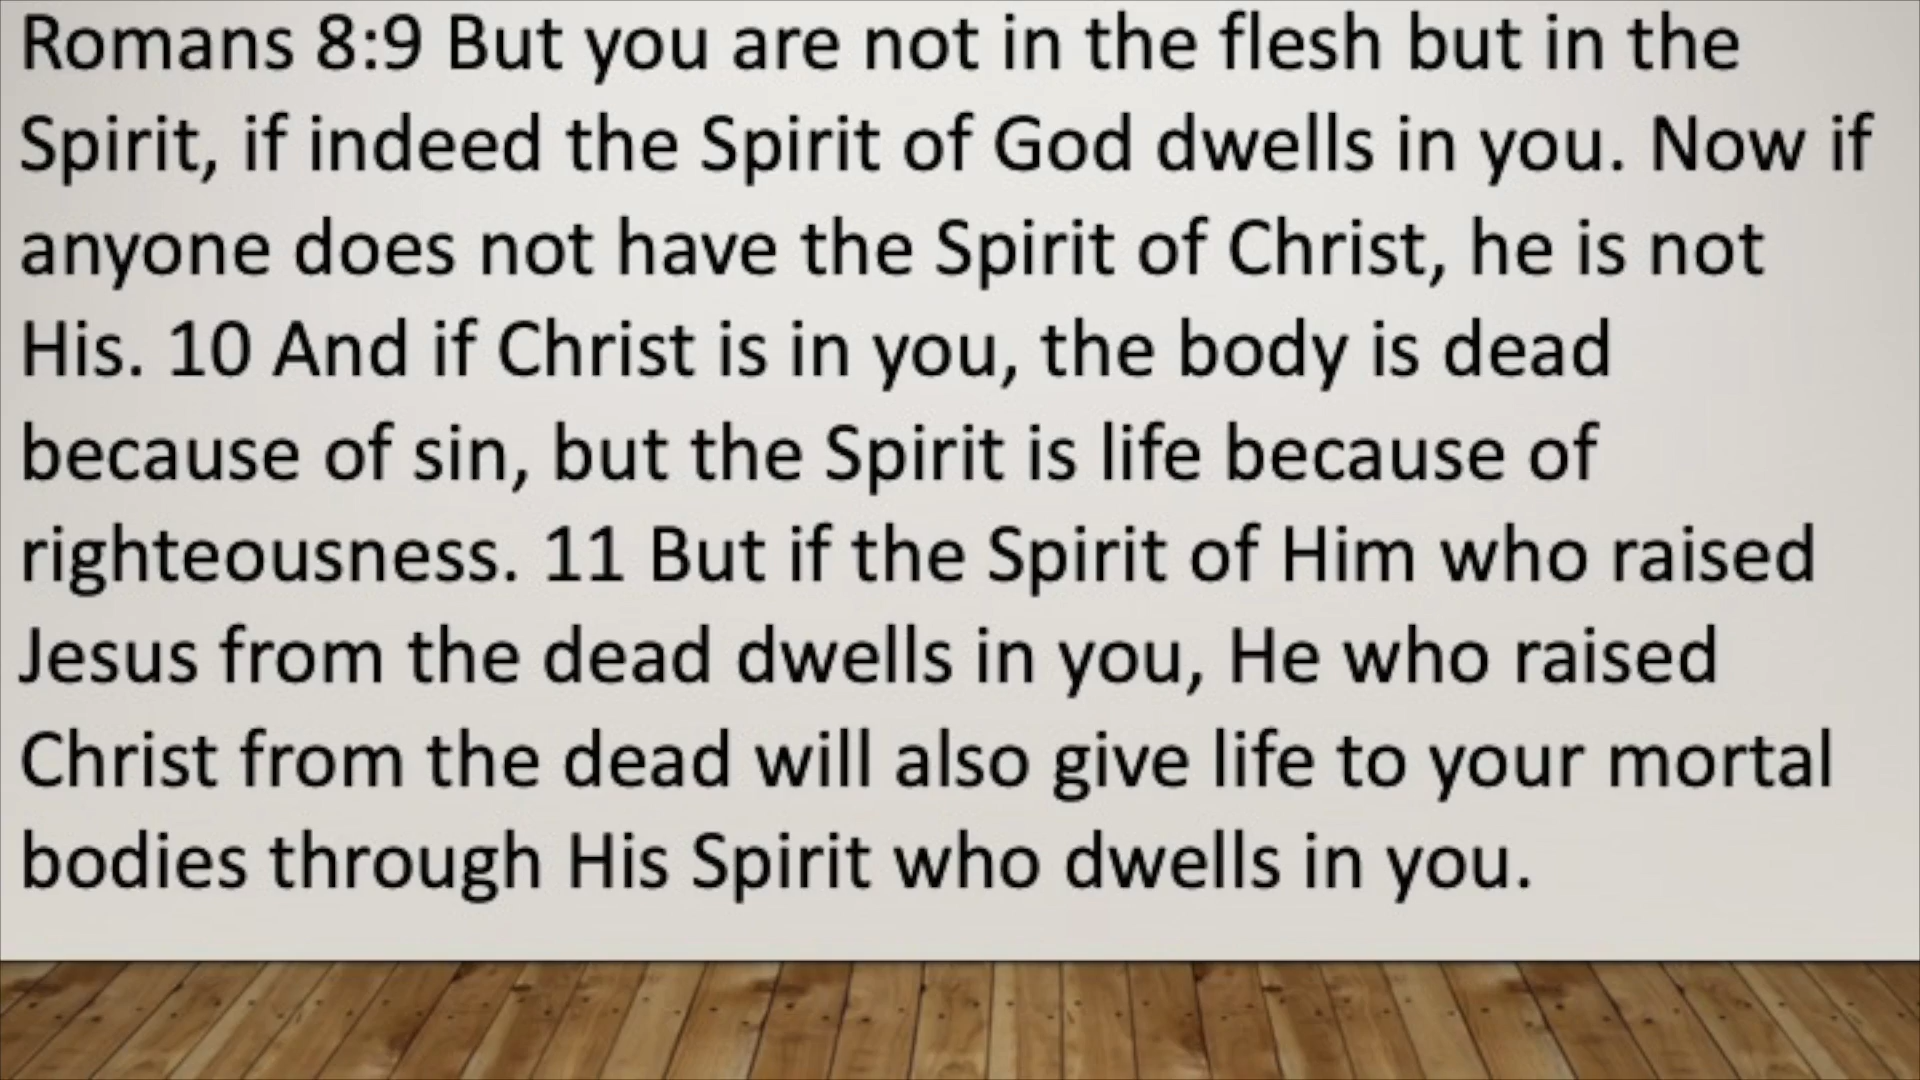 Romans 8:9 But you are not in the flesh but in the
Spirit, if indeed the Spirit of God dwells in you. Now if
anyone does not have the Spirit of Christ, he is not
His. 10 And if Christ is in you, the body is dead
because of sin, but the Spirit is life because of
righteousness. 11 But if the Spirit of Him who raised
Jesus from the dead dwells in you, He who raised
Christ from the dead will also give life to your mortal
bodies through His Spirit who dwells in you.